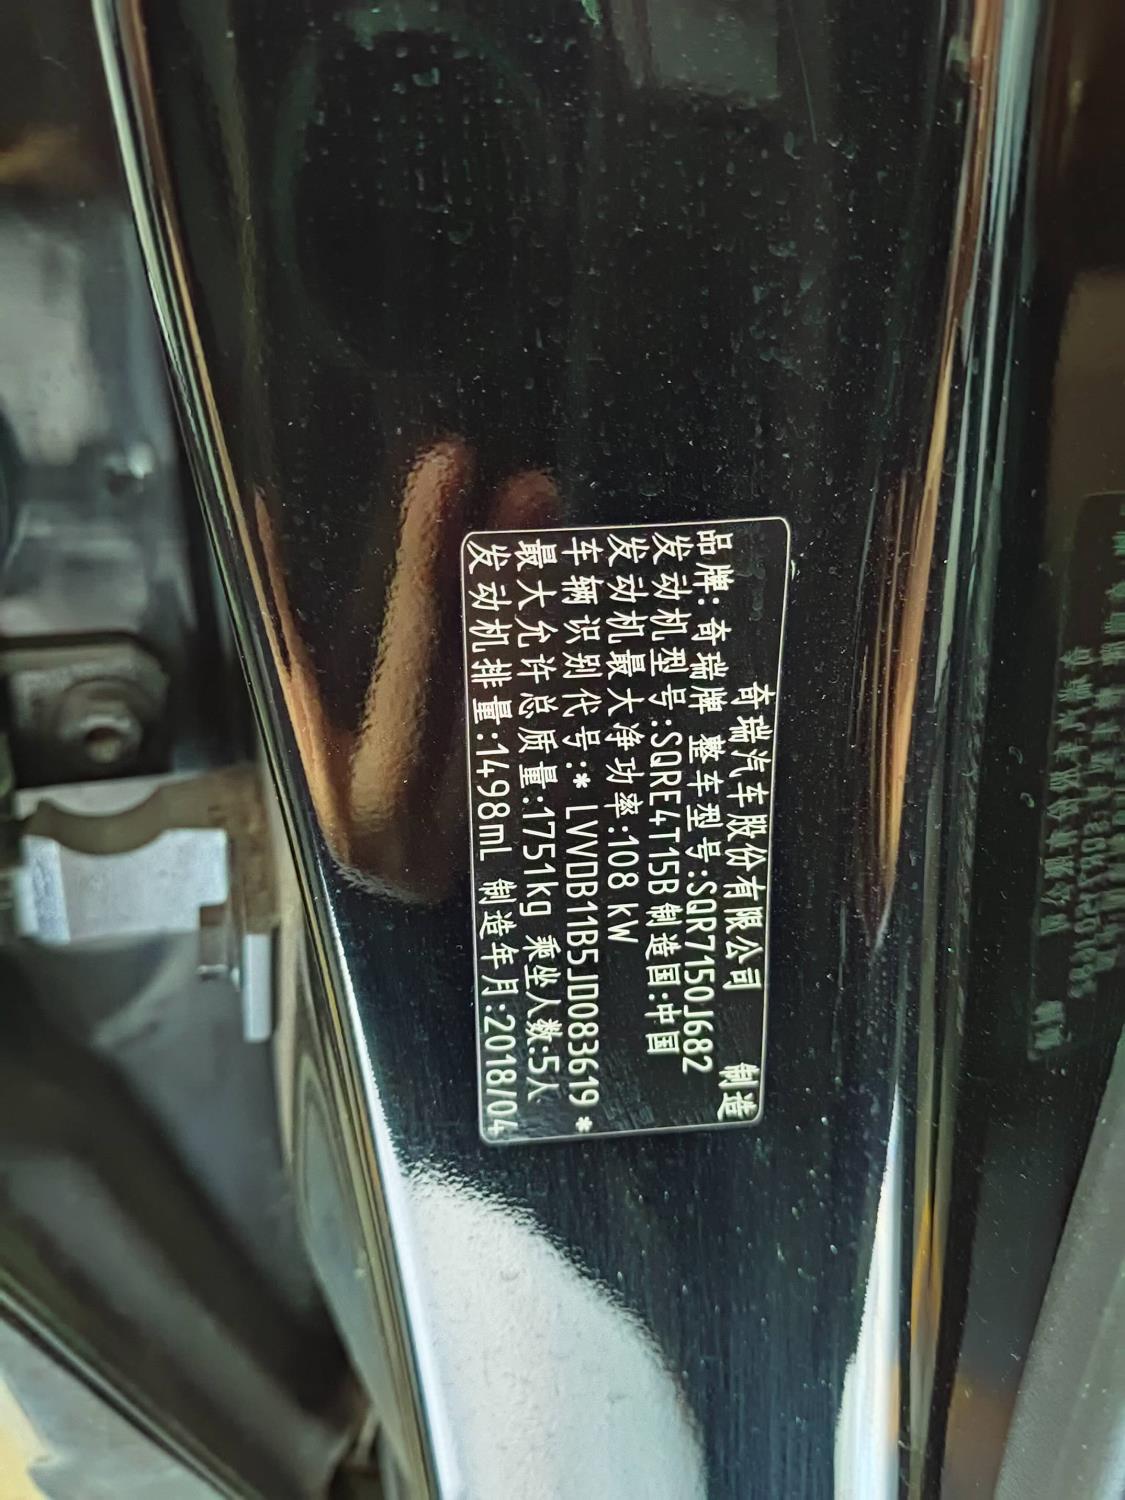 奇瑞汽车股份有限公司 制造
品牌:奇瑞牌 整车型号:SQR7150J682
发动机型号:SQRE4T15B 制造国:中国
发动机最大净功率:108 kW
车辆识别代号:* LVVDB11B5JD083619 *
最大允许总质量:1751kg 乘坐人数:5人
发动机排量:1498mL 制造年月:2018/04